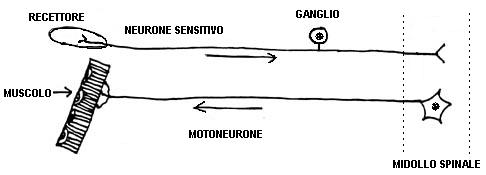 RECETTORE
NEURONE SENSITIVO
GANGLIO
MUSCOLO
MOTONEURONE
MIDOLLO SPINALE